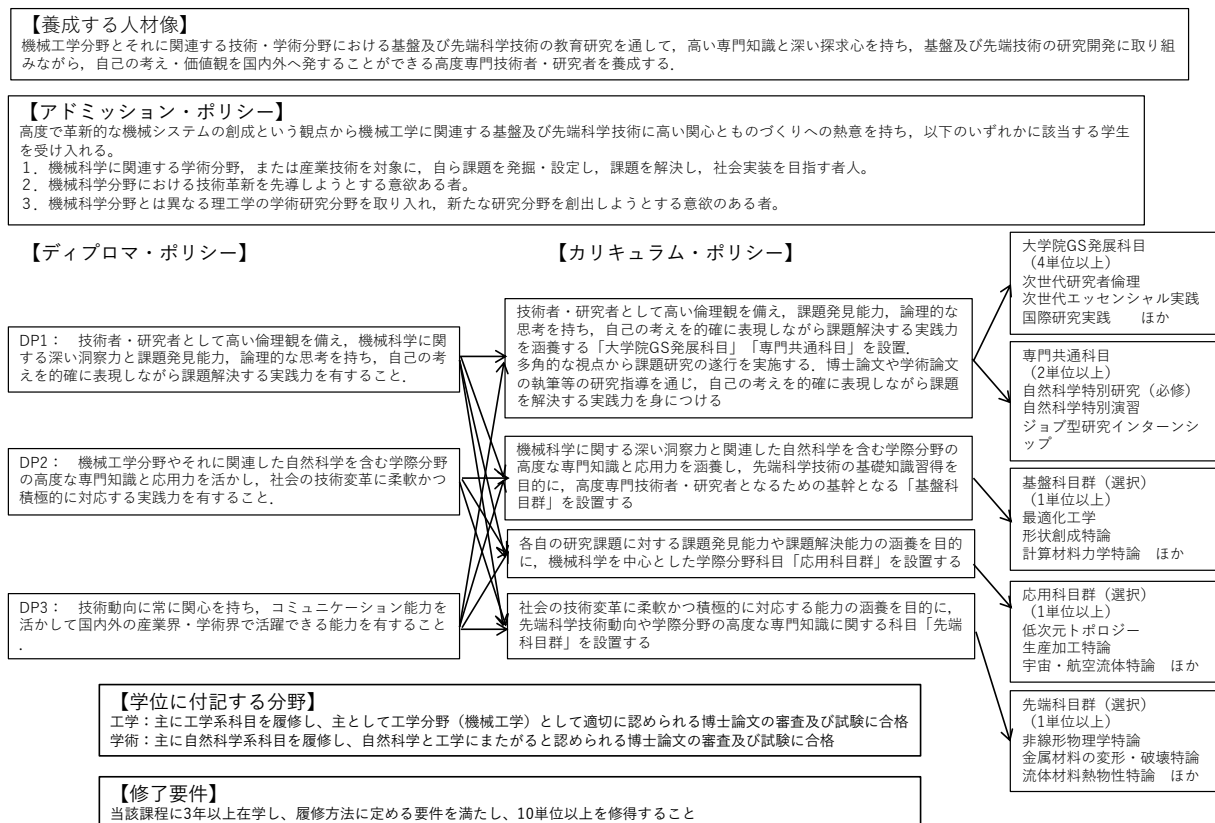 【養成する人材像】
機械工学分野とそれに関連する技術・学術分野における基盤及び先端科学技術の教育研究を通して，高い専門知識と深い探求心を持ち，基盤及び先端技術の研究開発に取り組
みながら，自己の考え・価値観を国内外へ発することができる高度専門技術者・研究者を養成する．
【アドミッション・ポリシー】
高度で革新的な機械システムの創成という観点から機械工学に関連する基盤及び先端科学技術に高い関心とものづくりへの熱意を持ち，以下のいずれかに該当する学生
を受け入れる。
１．機械科学に関連する学術分野，または産業技術を対象に，自ら課題を発掘・設定し，課題を解決し，社会実装を目指す者人。
２．機械科学分野における技術革新を先導しようとする意欲ある者。
３．機械科学分野とは異なる理工学の学術研究分野を取り入れ，新たな研究分野を創出しようとする意欲のある者。
【ディプロマ・ポリシー】
DP1：　技術者・研究者として高い倫理観を備え，機械科学に関
する深い洞察力と課題発見能力，論理的な思考を持ち，自己の考
えを的確に表現しながら課題解決する実践力を有すること．
DP2：　機械工学分野やそれに関連した自然科学を含む学際分野
の高度な専門知識と応用力を活かし，社会の技術変革に柔軟かつ
積極的に対応する実践力を有すること．
DP3：　技術動向に常に関心を持ち，コミュニケーション能力を
活かして国内外の産業界・学術界で活躍できる能力を有すること
．
【カリキュラム・ポリシー】
技術者・研究者として高い倫理観を備え，課題発見能力，論理的な
思考を持ち，自己の考えを的確に表現しながら課題解決する実践力
を涵養する「大学院GS発展科目」「専門共通科目」を設置．
多角的な視点から課題研究の遂行を実施する．博士論文や学術論文
の執筆等の研究指導を通じ，自己の考えを的確に表現しながら課題
を解決する実践力を身につける
機械科学に関する深い洞察力と関連した自然科学を含む学際分野の
高度な専門知識と応用力を涵養し，先端科学技術の基礎知識習得を
目的に，高度専門技術者・研究者となるための基幹となる「基盤科
目群」を設置する
各自の研究課題に対する課題発見能力や課題解決能力の涵養を目的
に，機械科学を中心とした学際分野科目「応用科目群」を設置する
社会の技術変革に柔軟かつ積極的に対応する能力の涵養を目的に，
先端科学技術動向や学際分野の高度な専門知識に関する科目「先端
科目群」を設置する
大学院GS発展科目
（4単位以上）
次世代研究者倫理
次世代エッセンシャル実践
国際研究実践　　ほか
専門共通科目
（2単位以上）
自然科学特別研究（必修）
自然科学特別演習
ジョブ型研究インターンシ
ップ
基盤科目群（選択）
（1単位以上）
最適化工学
形状創成特論
計算材料力学特論　ほか
応用科目群（選択）
（1単位以上）
低次元トポロジー
生産加工特論
宇宙・航空流体特論　ほか
先端科目群（選択）
（1単位以上）
非線形物理学特論
金属材料の変形・破壊特論
流体材料熱物性特論　ほか
【学位に付記する分野】
工学：主に工学系科目を履修し、主として工学分野（機械工学）として適切に認められる博士論文の審査及び試験に合格
学術：主に自然科学系科目を履修し、自然科学と工学にまたがると認められる博士論文の審査及び試験に合格
【修了要件】
当該課程に3年以上在学し、履修方法に定める要件を満たし、10単位以上を修得すること